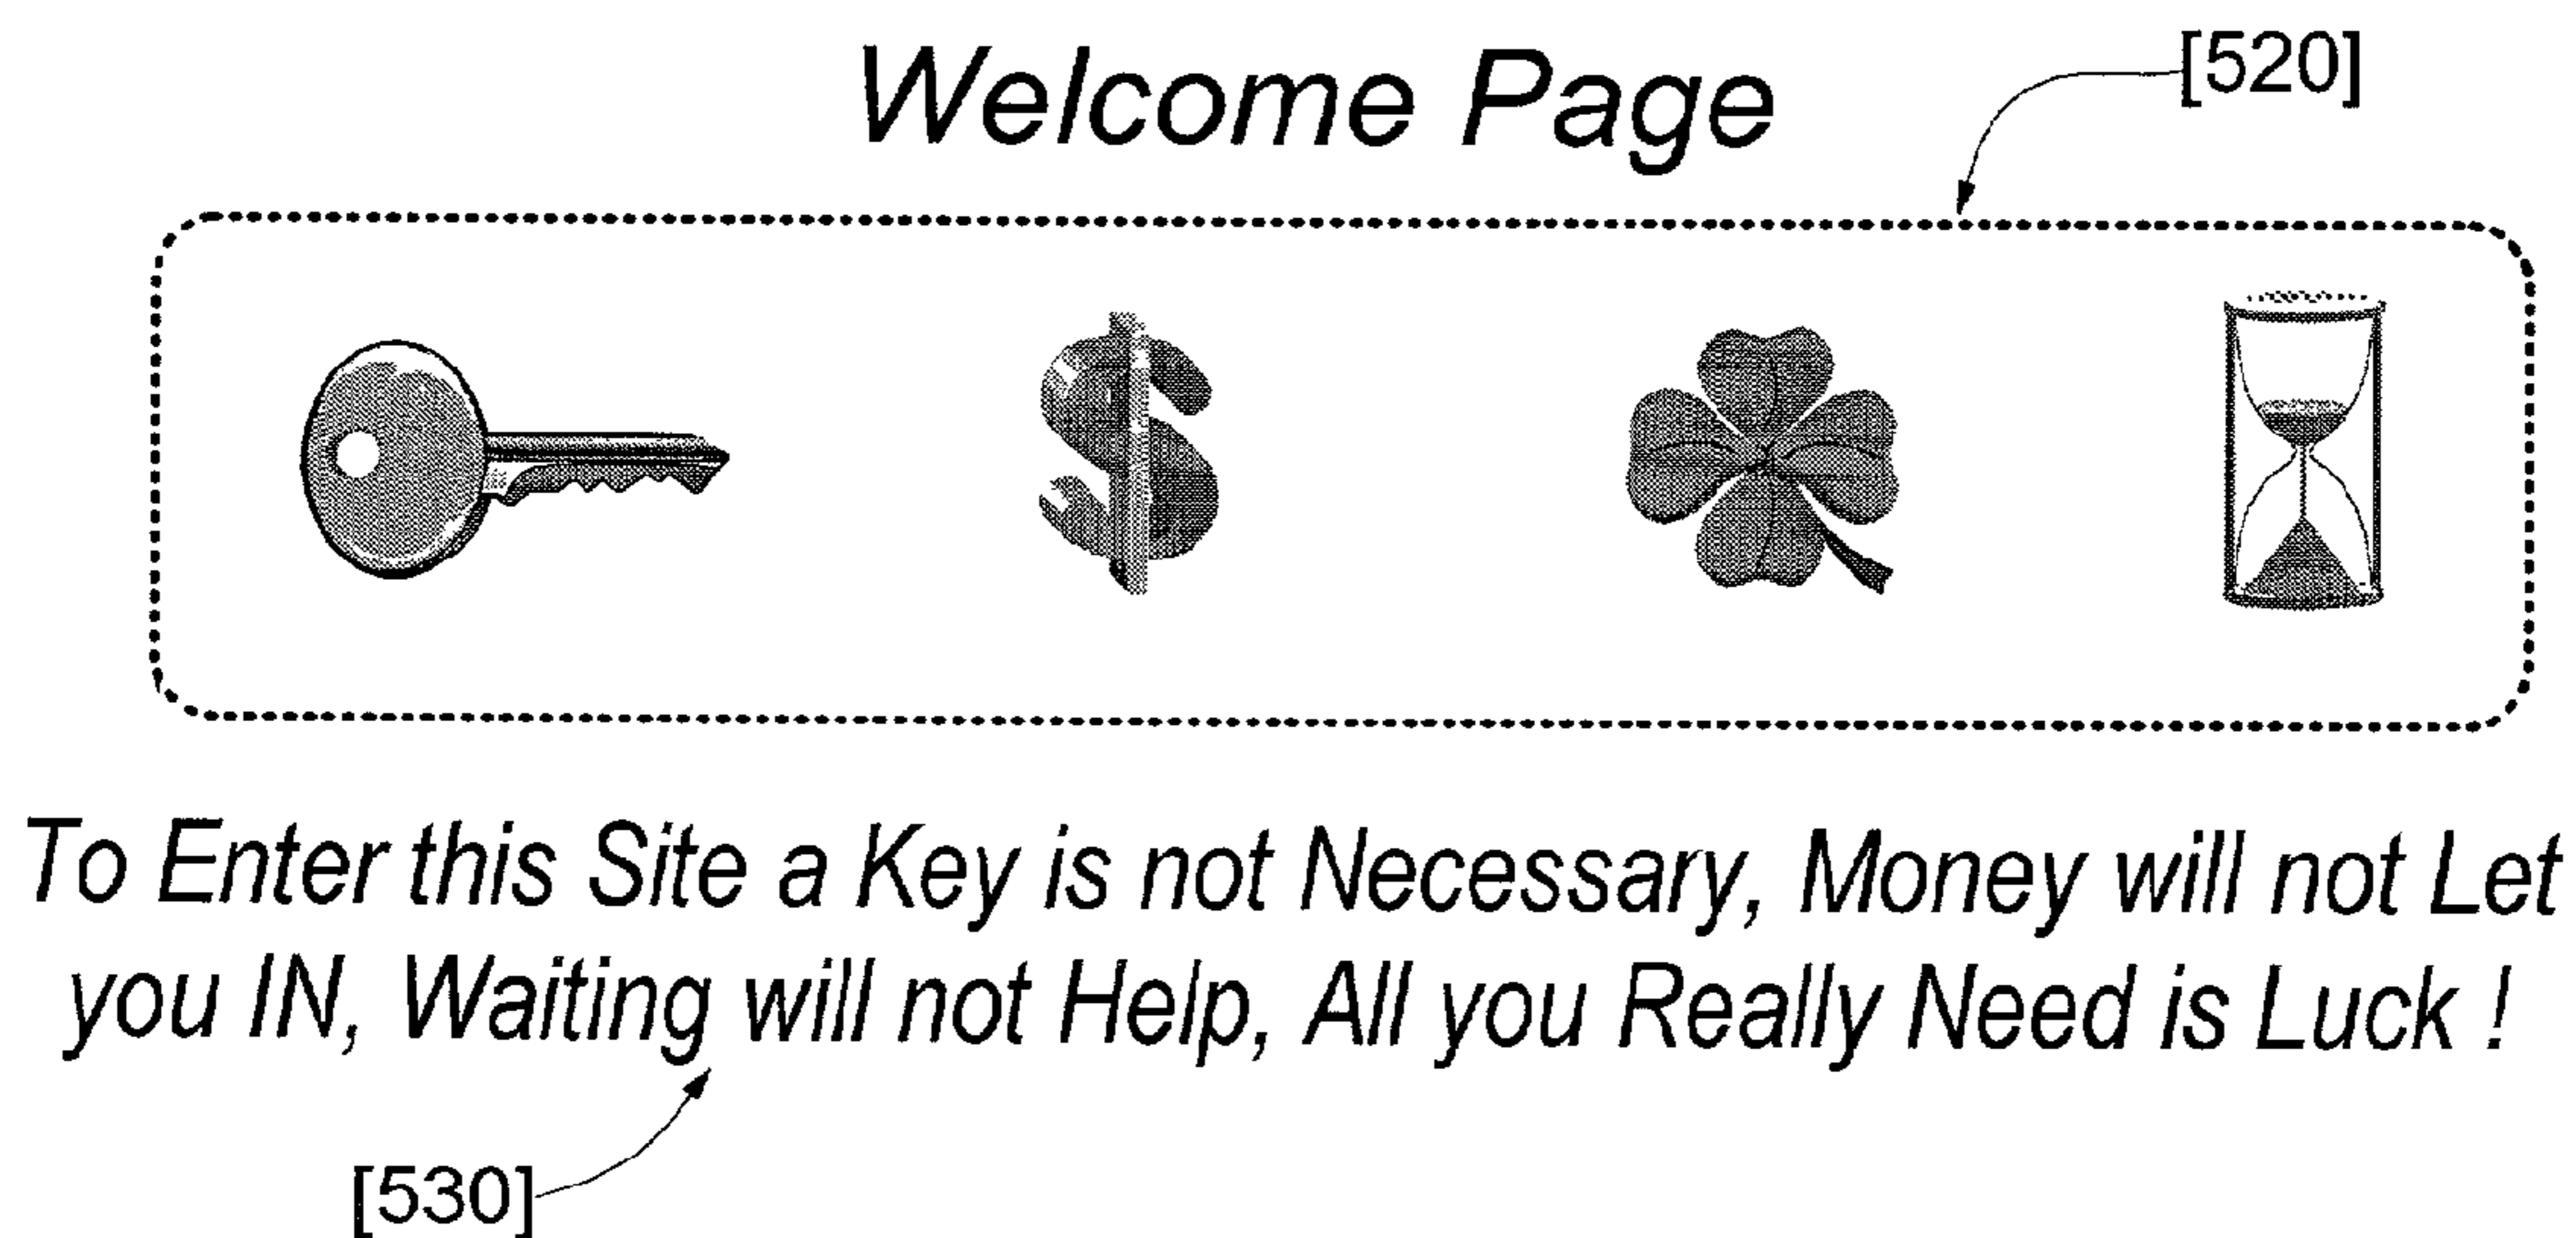 Welcome Page
[520]
To Enter this Site a Key is not Necessary, Money will not Let
you IN, Waiting will not Help, All you Really Need is Luck !
[530]